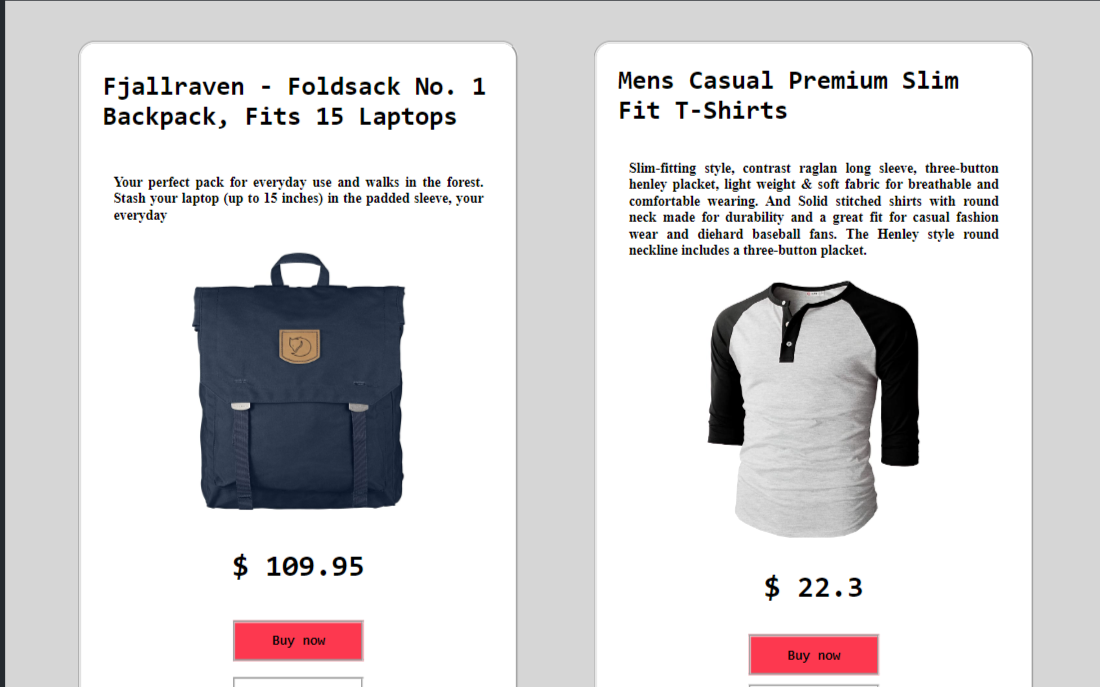 Fjallraven - Foldsack No. 1
Backpack, Fits 15 Laptops
Your perfect pack for everyday use and walks in the forest.
Stash your laptop (up to 15 inches) in the padded sleeve, your
everyday
$ 109.95
Buy now
Mens Casual Premium Slim
Fit T-Shirts
Slim-fitting style, contrast raglan long sleeve, three-button
henley placket, light weight & soft fabric for breathable and
comfortable wearing. And Solid stitched shirts with round
neck made for durability and a great fit for casual fashion
wear and diehard baseball fans. The Henley style round
neckline includes a three-button placket.
$ 22.3
Buy now